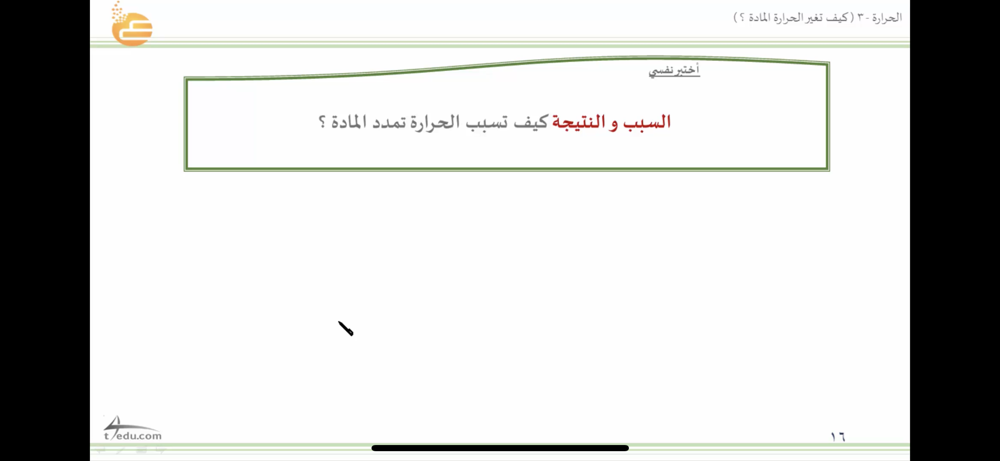 الحرارة - ٣ ( كيف تغير الحرارة المادة ؟ )
أختبر نفسي
السبب و النتيجة كيف تسبب الحرارة تمدد المادة ؟
t4edu.com
١٦